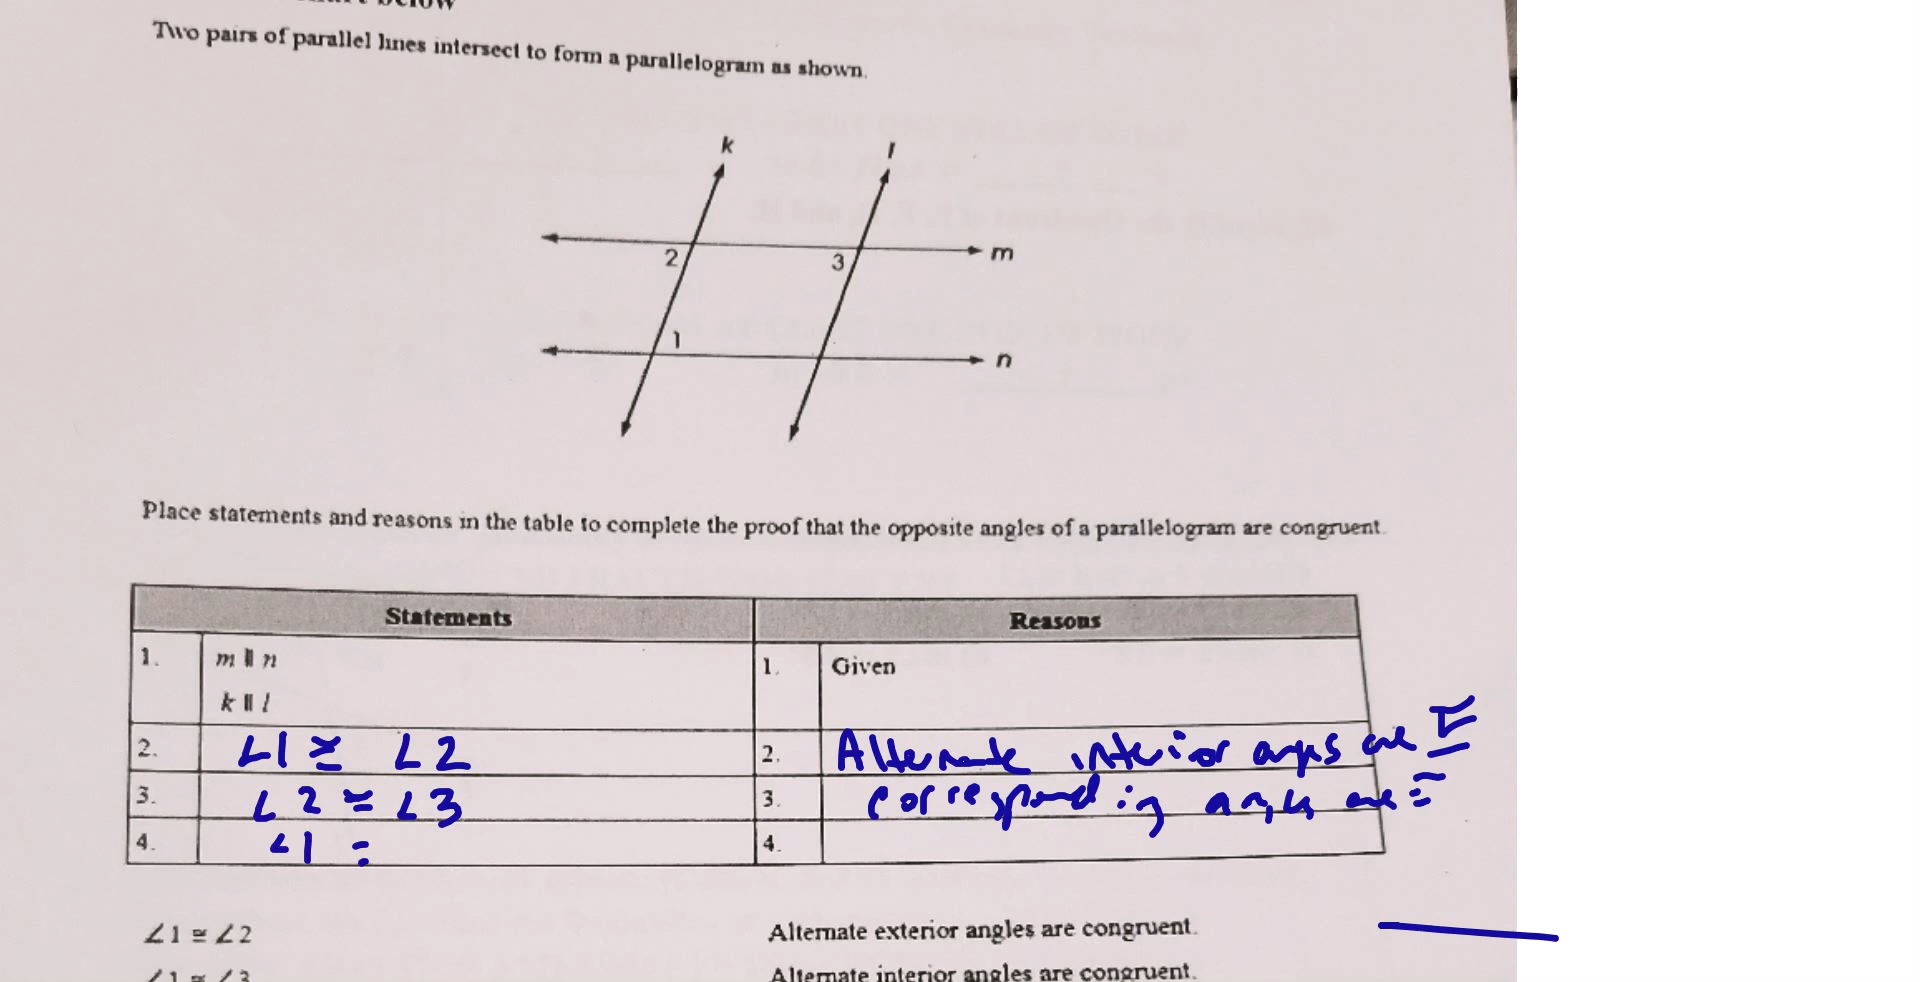 Two pairs of parallel lines intersect to form a parallelogram as shown.
k
l
m
2
3
1
n
Place statements and reasons in the table to complete the proof that the opposite angles of a parallelogram are congruent.
Statements
Reasons
1. m ∥ n
k ∥ l
1. Given
2. ∠1 ≅ ∠2
2. Alternate interior angles are ≅
3. ∠2 ≅ ∠3
3. corresponding angles are ≅
4. ∠1 =
4.
∠1 ≅ ∠2
Alternate exterior angles are congruent.
∠1 ≅ ∠3
Alternate interior angles are congruent.